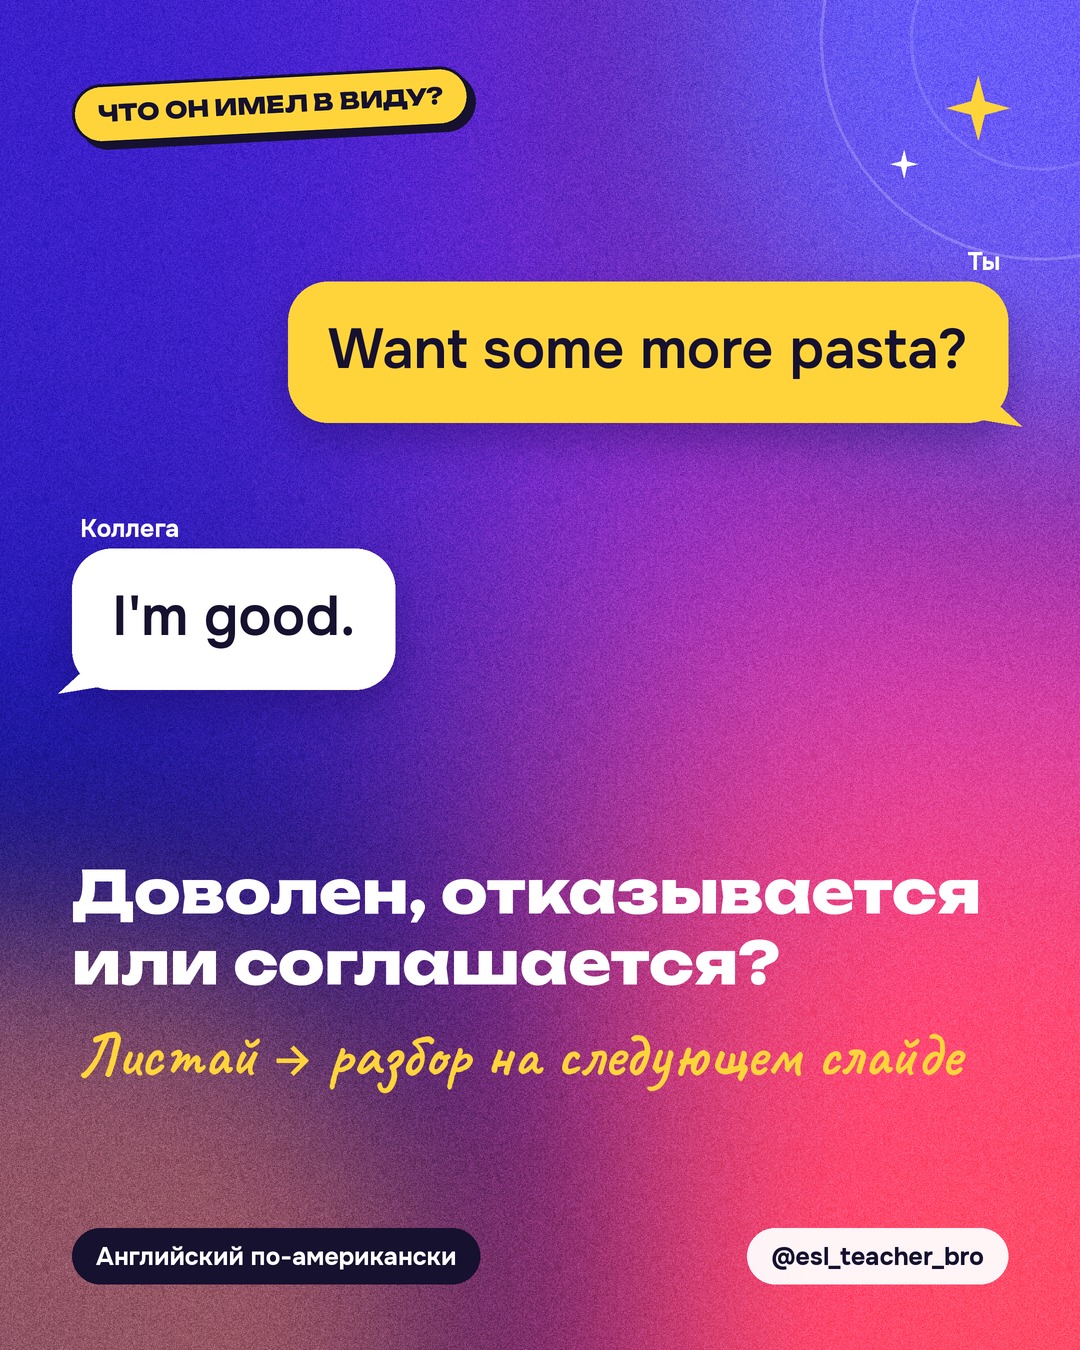 ЧТО ОН ИМЕЛ В ВИДУ?
Ты
Want some more pasta?
Коллега
I'm good.
Доволен, отказывается
или соглашается?
Листай → разбор на следующем слайде
Английский по-американски
@esl_teacher_bro